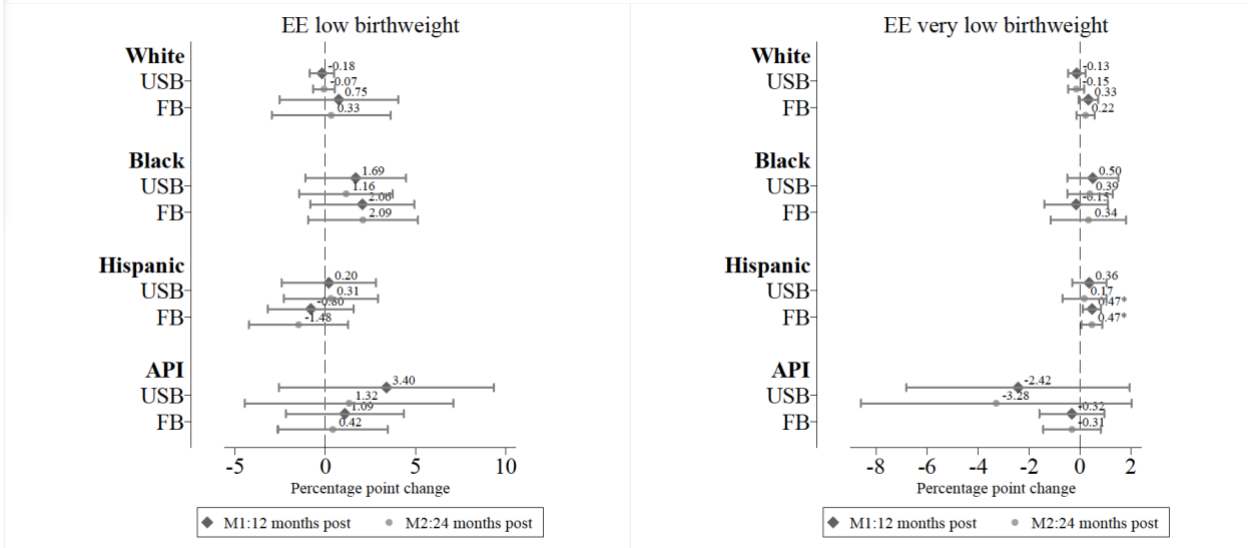 EE low birthweight
White
-0.18
USB
-0.07
0.75
FB
0.33
Black
1.69
USB
1.16
2.06
FB
2.09
Hispanic
0.20
USB
0.31
-0.80
FB
-1.48
API
3.40
USB
1.32
1.09
FB
0.42
-5 0 5 10
Percentage point change
M1:12 months post M2:24 months post
EE very low birthweight
White
-0.13
USB
-0.15
0.33
FB
0.22
Black
0.50
USB
0.39
-0.15
FB
0.34
Hispanic
0.36
USB
0.17
0.47*
FB
0.47*
API
-2.42
USB
-3.28
-0.32
FB
-0.31
-8 -6 -4 -2 0 2
Percentage point change
M1:12 months post M2:24 months post